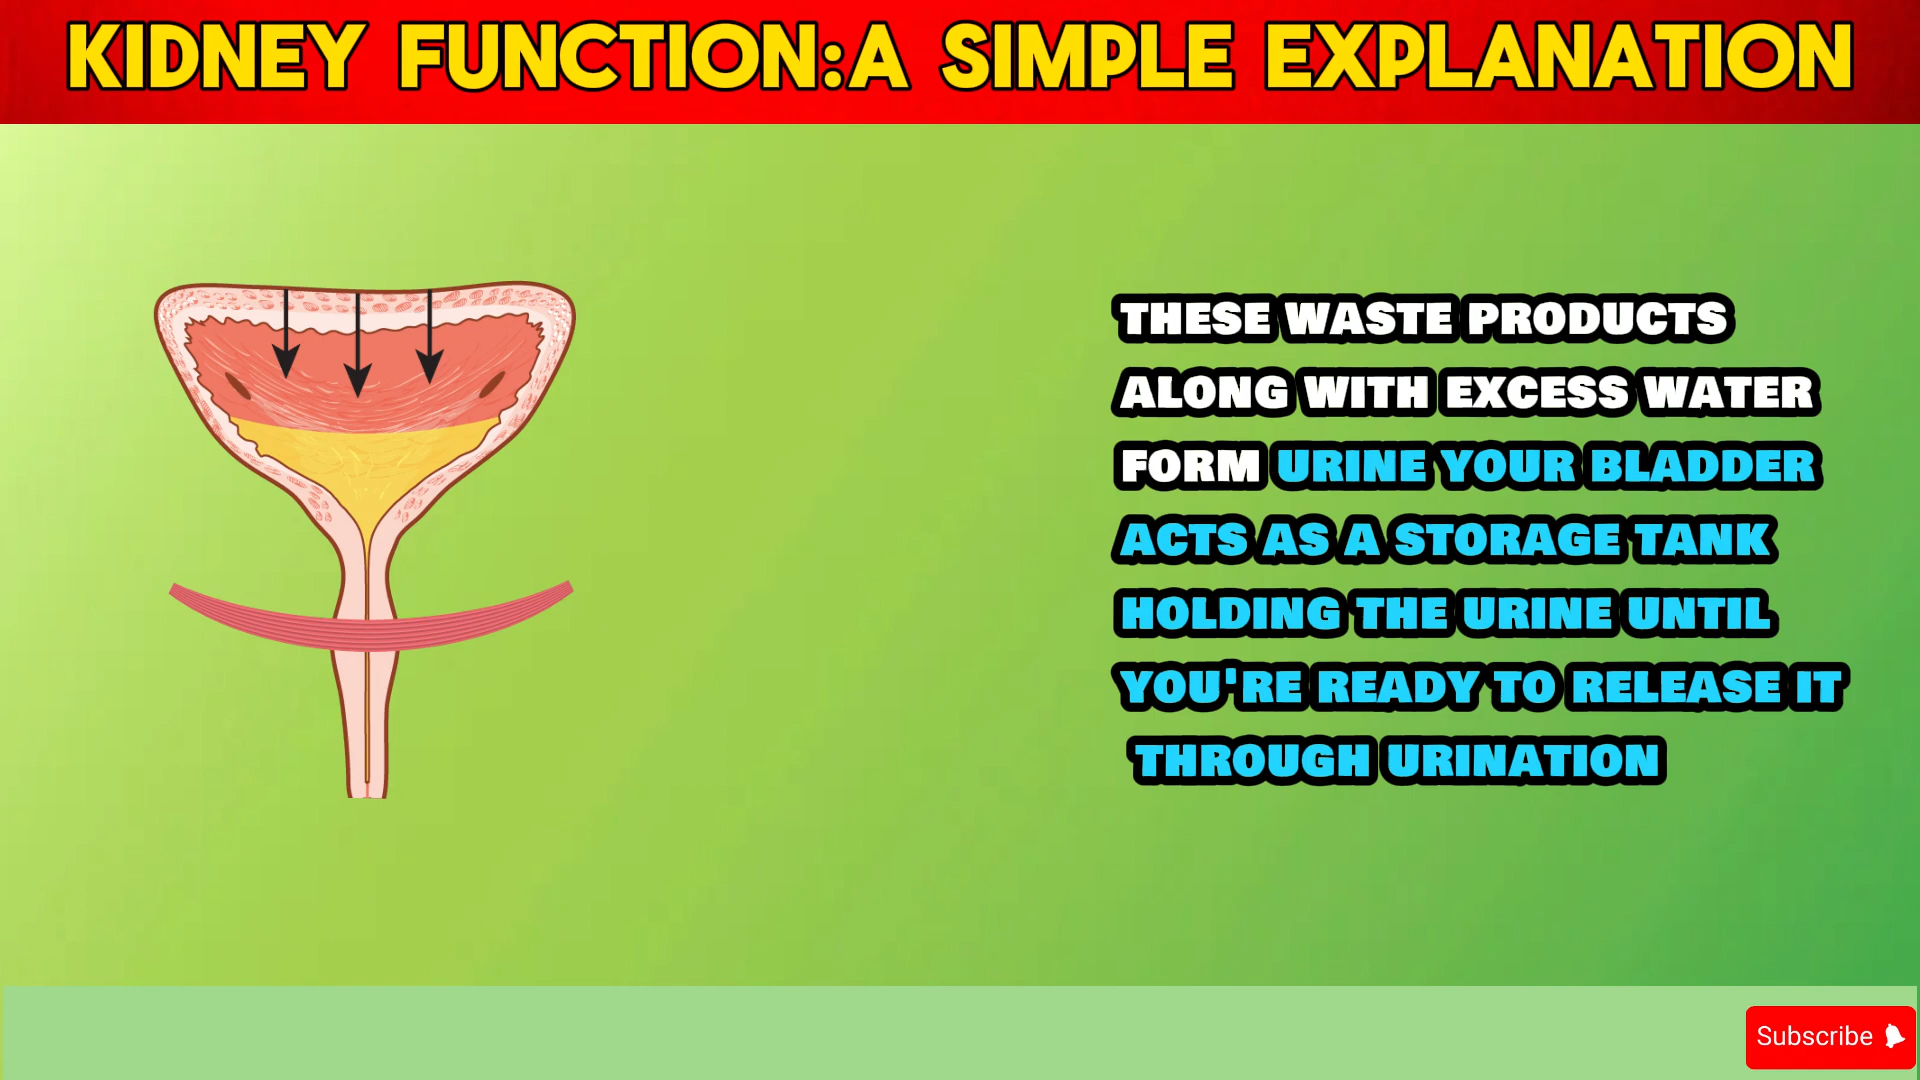 KIDNEY FUNCTION:A SIMPLE EXPLANATION
THESE WASTE PRODUCTS
ALONG WITH EXCESS WATER
FORM URINE YOUR BLADDER
ACTS AS A STORAGE TANK
HOLDING THE URINE UNTIL
YOU'RE READY TO RELEASE IT
THROUGH URINATION
Subscribe